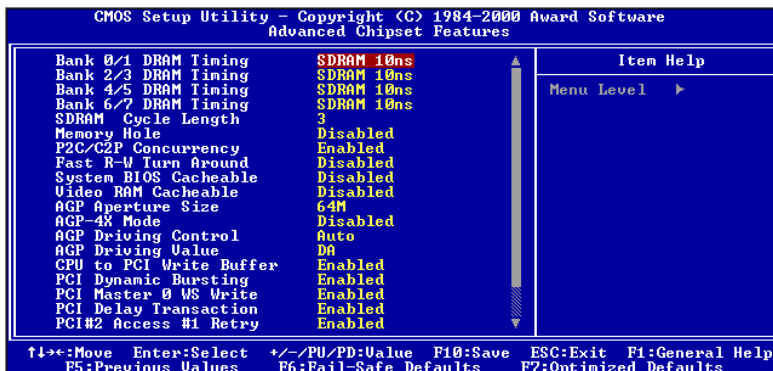 CMOS Setup Utility - Copyright (C) 1984-2000 Award Software
Advanced Chipset Features
Bank 0/1 DRAM Timing SDRAM 10ns
Bank 2/3 DRAM Timing SDRAM 10ns
Bank 4/5 DRAM Timing SDRAM 10ns
Bank 6/7 DRAM Timing SDRAM 10ns
SDRAM Cycle Length 3
Memory Hole Disabled
P2C/C2P Concurrency Enabled
Fast R-W Turn Around Disabled
System BIOS Cacheable Disabled
Video RAM Cacheable Disabled
AGP Aperture Size 64M
AGP-4X Mode Disabled
AGP Driving Control Auto
AGP Driving Value DA
CPU to PCI Write Buffer Enabled
PCI Dynamic Bursting Enabled
PCI Master 0 WS Write Enabled
PCI Delay Transaction Enabled
PCI#2 Access #1 Retry Enabled
Item Help
Menu Level ►
↑↓→←:Move Enter:Select +/-/PU/PD:Value F10:Save ESC:Exit F1:General Help
F5:Previous Values F6:Fail-Safe Defaults F7:Optimized Defaults